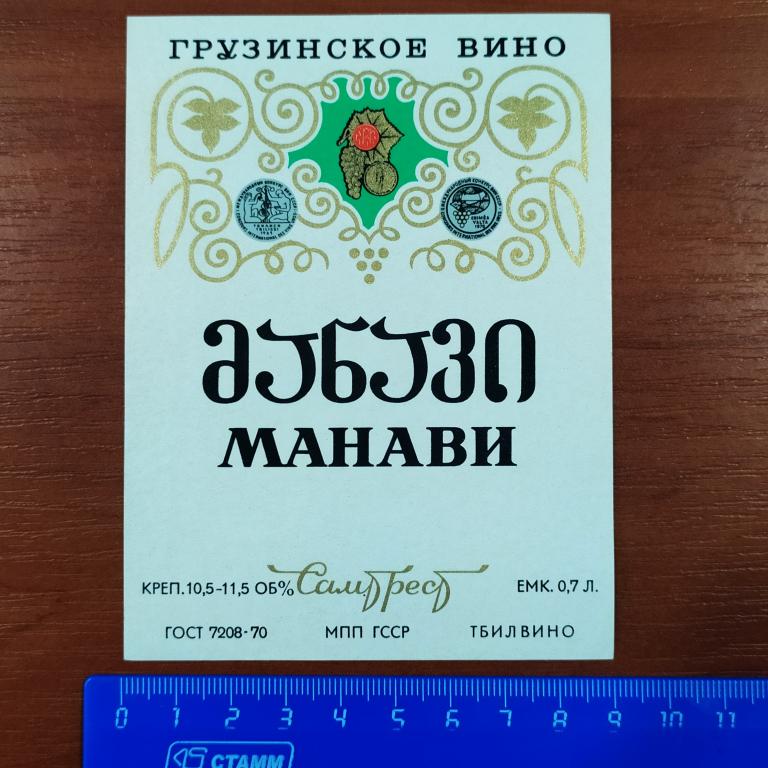 ГРУЗИНСКОЕ ВИНО
მანავი
МАНАВИ
КРЕП.10,5-11,5 ОБ% Самтрест ЕМК. 0,7 Л.
ГОСТ 7208-70 МПП ГССР ТБИЛВИНО
0 1 2 3 4 5 6 7 8 9 10 11
СТАММ